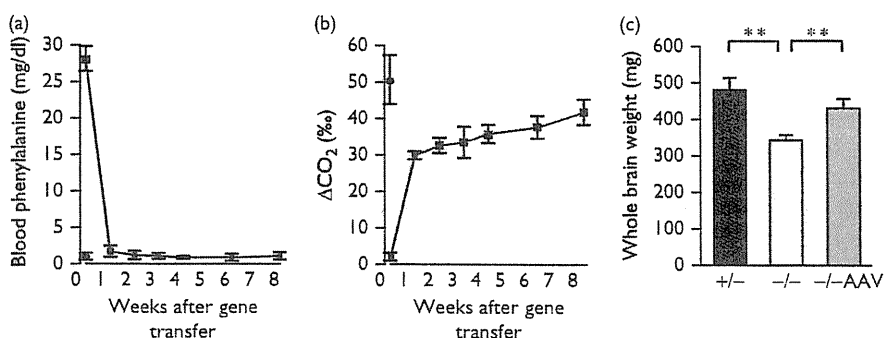 (a)
Blood phenylalanine (mg/dl)
30
25
20
15
10
5
0
0 1 2 3 4 5 6 7 8
Weeks after gene
transfer
(b)
ΔCO₂ (‰)
60
50
40
30
20
10
0
0 1 2 3 4 5 6 7 8
Weeks after gene
transfer
(c)
** **
Whole brain weight (mg)
600
500
400
300
200
100
0
+/− −/− −/−AAV